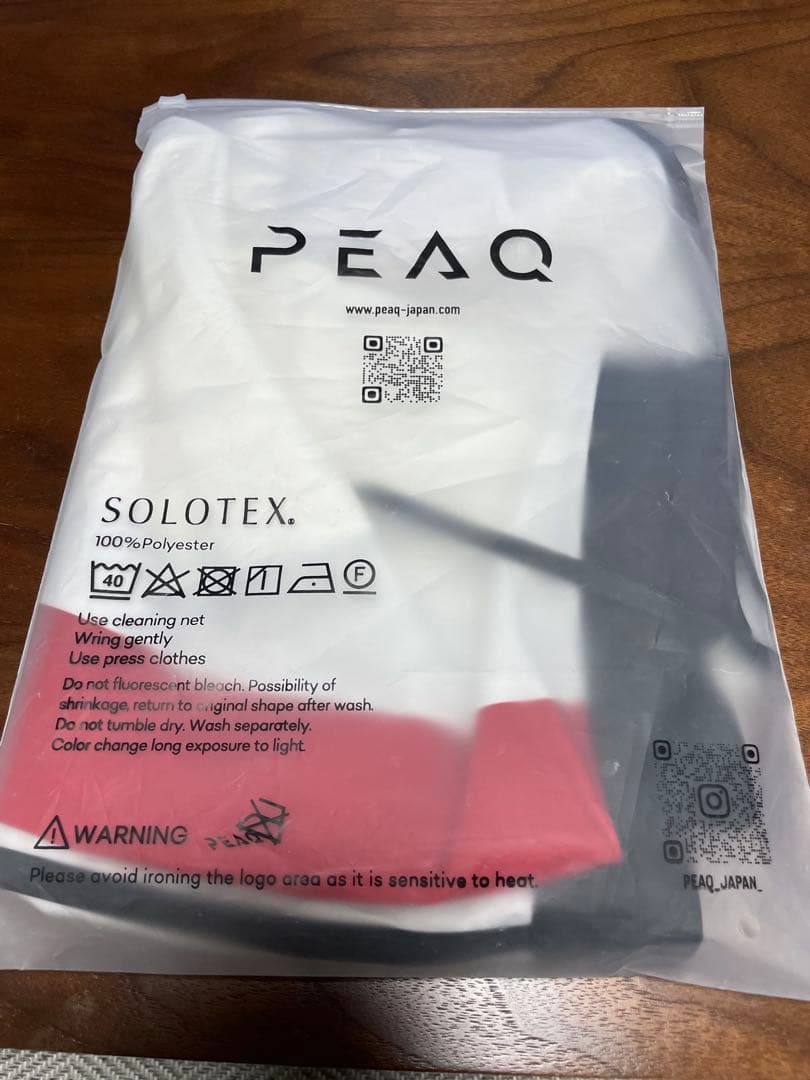 PEAQ
www.peaq-japan.com
SOLOTEX®
100%Polyester
40 F
Use cleaning net
Wring gently
Use press clothes
Do not fluorescent bleach. Possibility of
shrinkage, return to original shape after wash.
Do not tumble dry. Wash separately.
Color change long exposure to light.
WARNING PEAQ
Please avoid ironing the logo area as it is sensitive to heat.
PEAQ_JAPAN_